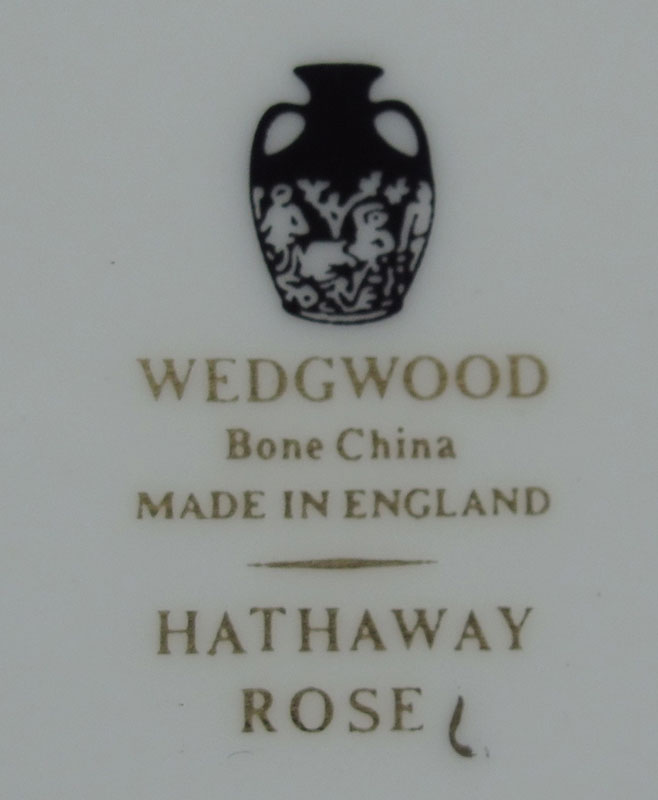 WEDGWOOD
Bone China
MADE IN ENGLAND
HATHAWAY
ROSE